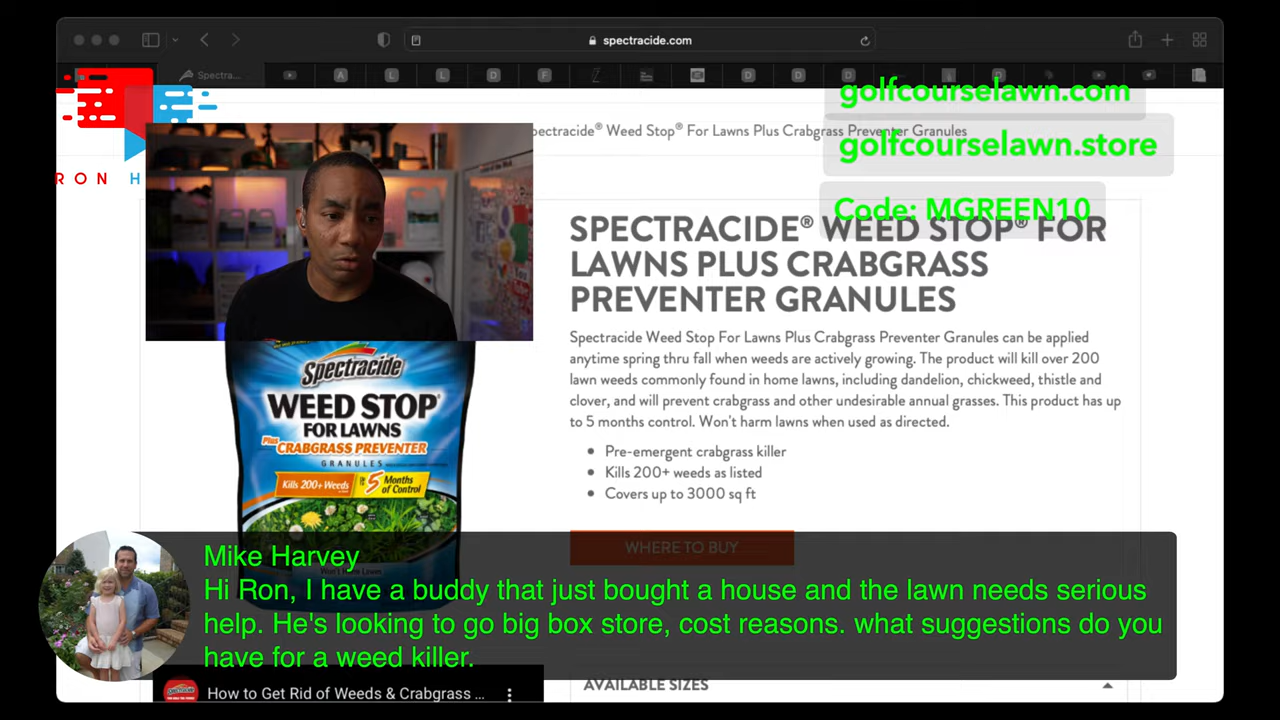 spectracide.com
Spectra...
A
L
L
D
F
D
D
D
D
RON H
golfcourselawn.com
pectracide® Weed Stop® For Lawns Plus Crabgrass Preventer Granules
golfcourselawn.store
Code: MGREEN10
SPECTRACIDE® WEED STOP® FOR
LAWNS PLUS CRABGRASS
PREVENTER GRANULES
Spectracide Weed Stop For Lawns Plus Crabgrass Preventer Granules can be applied
anytime spring thru fall when weeds are actively growing. The product will kill over 200
lawn weeds commonly found in home lawns, including dandelion, chickweed, thistle and
clover, and will prevent crabgrass and other undesirable annual grasses. This product has up
to 5 months control. Won't harm lawns when used as directed.
• Pre-emergent crabgrass killer
• Kills 200+ weeds as listed
• Covers up to 3000 sq ft
WHERE TO BUY
Spectracide
WEED STOP®
FOR LAWNS
Plus CRABGRASS PREVENTER
GRANULES
Kills 200+ Weeds
Up to 5 Months of Control
Mike Harvey
Hi Ron, I have a buddy that just bought a house and the lawn needs serious
help. He's looking to go big box store, cost reasons. what suggestions do you
have for a weed killer.
How to Get Rid of Weeds & Crabgrass ...
AVAILABLE SIZES